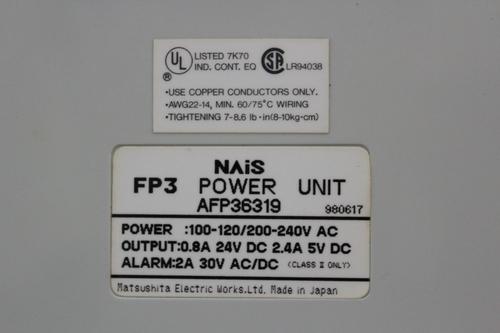 UL LISTED 7K70
® IND. CONT. EQ SA LR94038
•USE COPPER CONDUCTORS ONLY.
•AWG22-14, MIN. 60/75°C WIRING
•TIGHTENING 7-8.6 lb・in(8-10kg-cm)
NAiS
FP3 POWER UNIT
AFP36319 980617
POWER :100-120/200-240V AC
OUTPUT:0.8A 24V DC 2.4A 5V DC
ALARM:2A 30V AC/DC (CLASS II ONLY)
Matsushita Electric Works.Ltd. Made in Japan